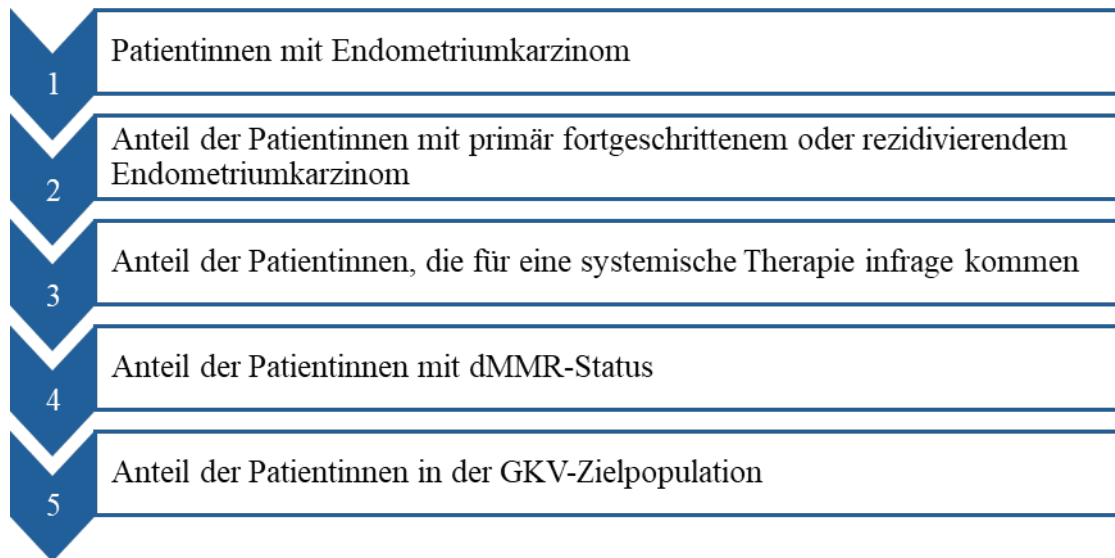 1
Patientinnen mit Endometriumkarzinom
2
Anteil der Patientinnen mit primär fortgeschrittenem oder rezidivierendem
Endometriumkarzinom
3
Anteil der Patientinnen, die für eine systemische Therapie infrage kommen
4
Anteil der Patientinnen mit dMMR-Status
5
Anteil der Patientinnen in der GKV-Zielpopulation